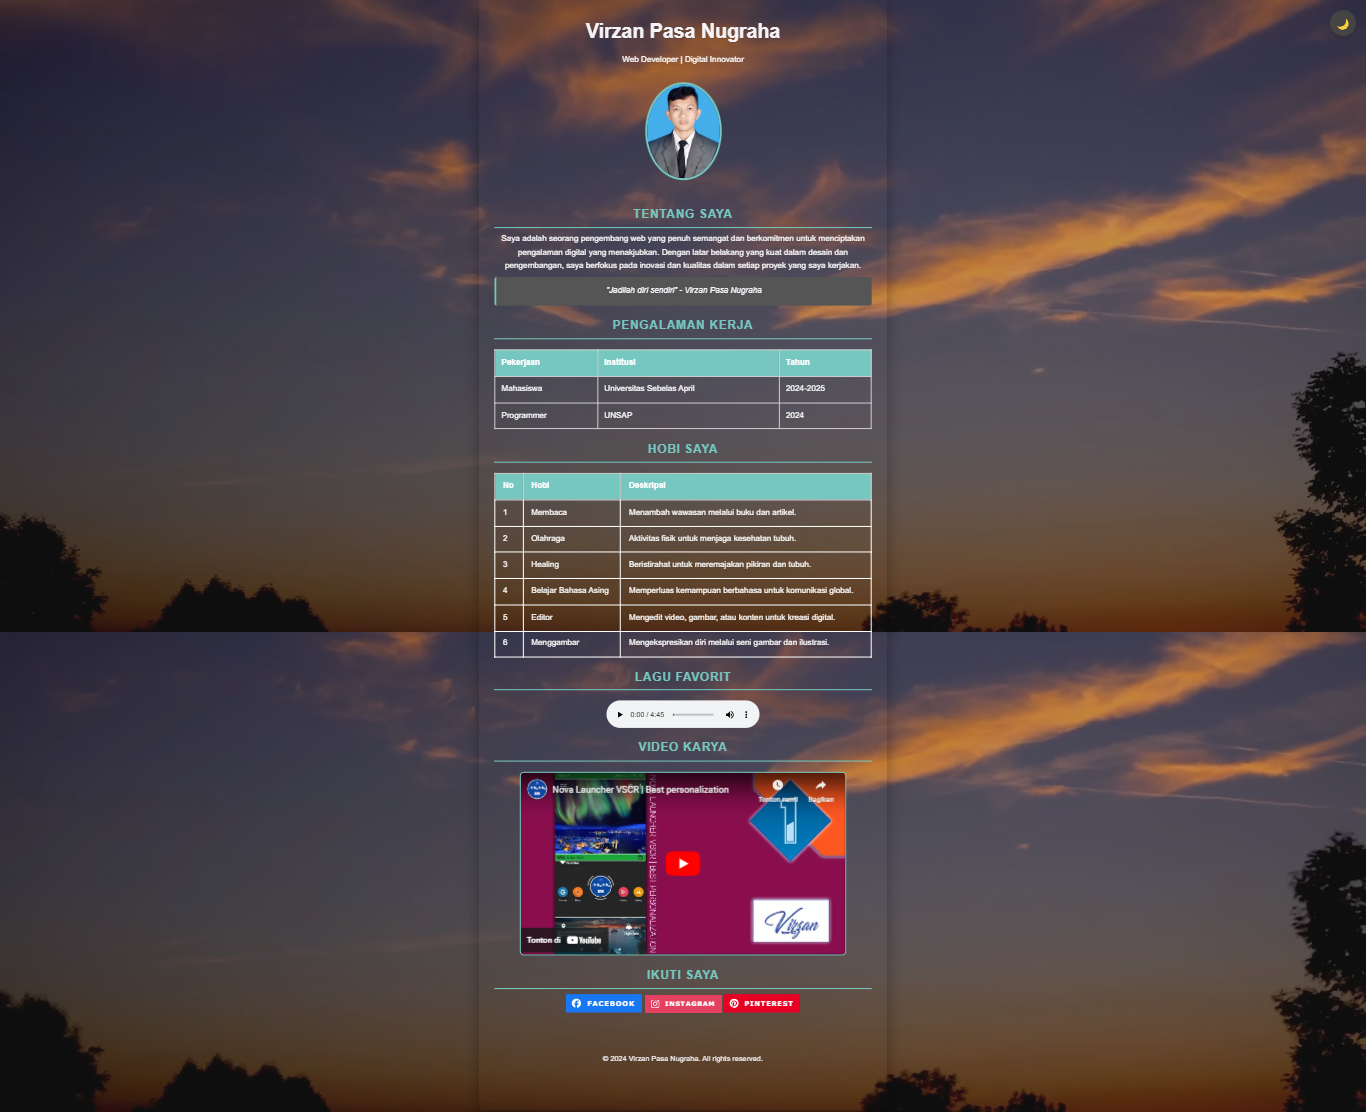 Virzan Pasa Nugraha
Web Developer | Digital Innovator
TENTANG SAYA
Saya adalah seorang pengembang web yang penuh semangat dan berkomitmen untuk menciptakan
pengalaman digital yang menakjubkan. Dengan latar belakang yang kuat dalam desain dan
pengembangan, saya berfokus pada inovasi dan kualitas dalam setiap proyek yang saya kerjakan.
"Jadilah diri sendiri" - Virzan Pasa Nugraha
PENGALAMAN KERJA
Pekerjaan Institusi Tahun
Mahasiswa Universitas Sebelas April 2024-2025
Programmer UNSAP 2024
HOBI SAYA
No Hobi Deskripsi
1 Membaca Menambah wawasan melalui buku dan artikel.
2 Olahraga Aktivitas fisik untuk menjaga kesehatan tubuh.
3 Healing Beristirahat untuk meremajakan pikiran dan tubuh.
4 Belajar Bahasa Asing Memperluas kemampuan berbahasa untuk komunikasi global.
5 Editor Mengedit video, gambar, atau konten untuk kreasi digital.
6 Menggambar Mengekspresikan diri melalui seni gambar dan ilustrasi.
LAGU FAVORIT
0:00 / 4:45
VIDEO KARYA
Nova Launcher VSCR | Best personalization
Tonton nanti Bagikan
NOVA LAUNCHER VSCR | BEST PERSONALIZATION
1
Virzan
Tonton di YouTube
IKUTI SAYA
FACEBOOK INSTAGRAM PINTEREST
© 2024 Virzan Pasa Nugraha. All rights reserved.